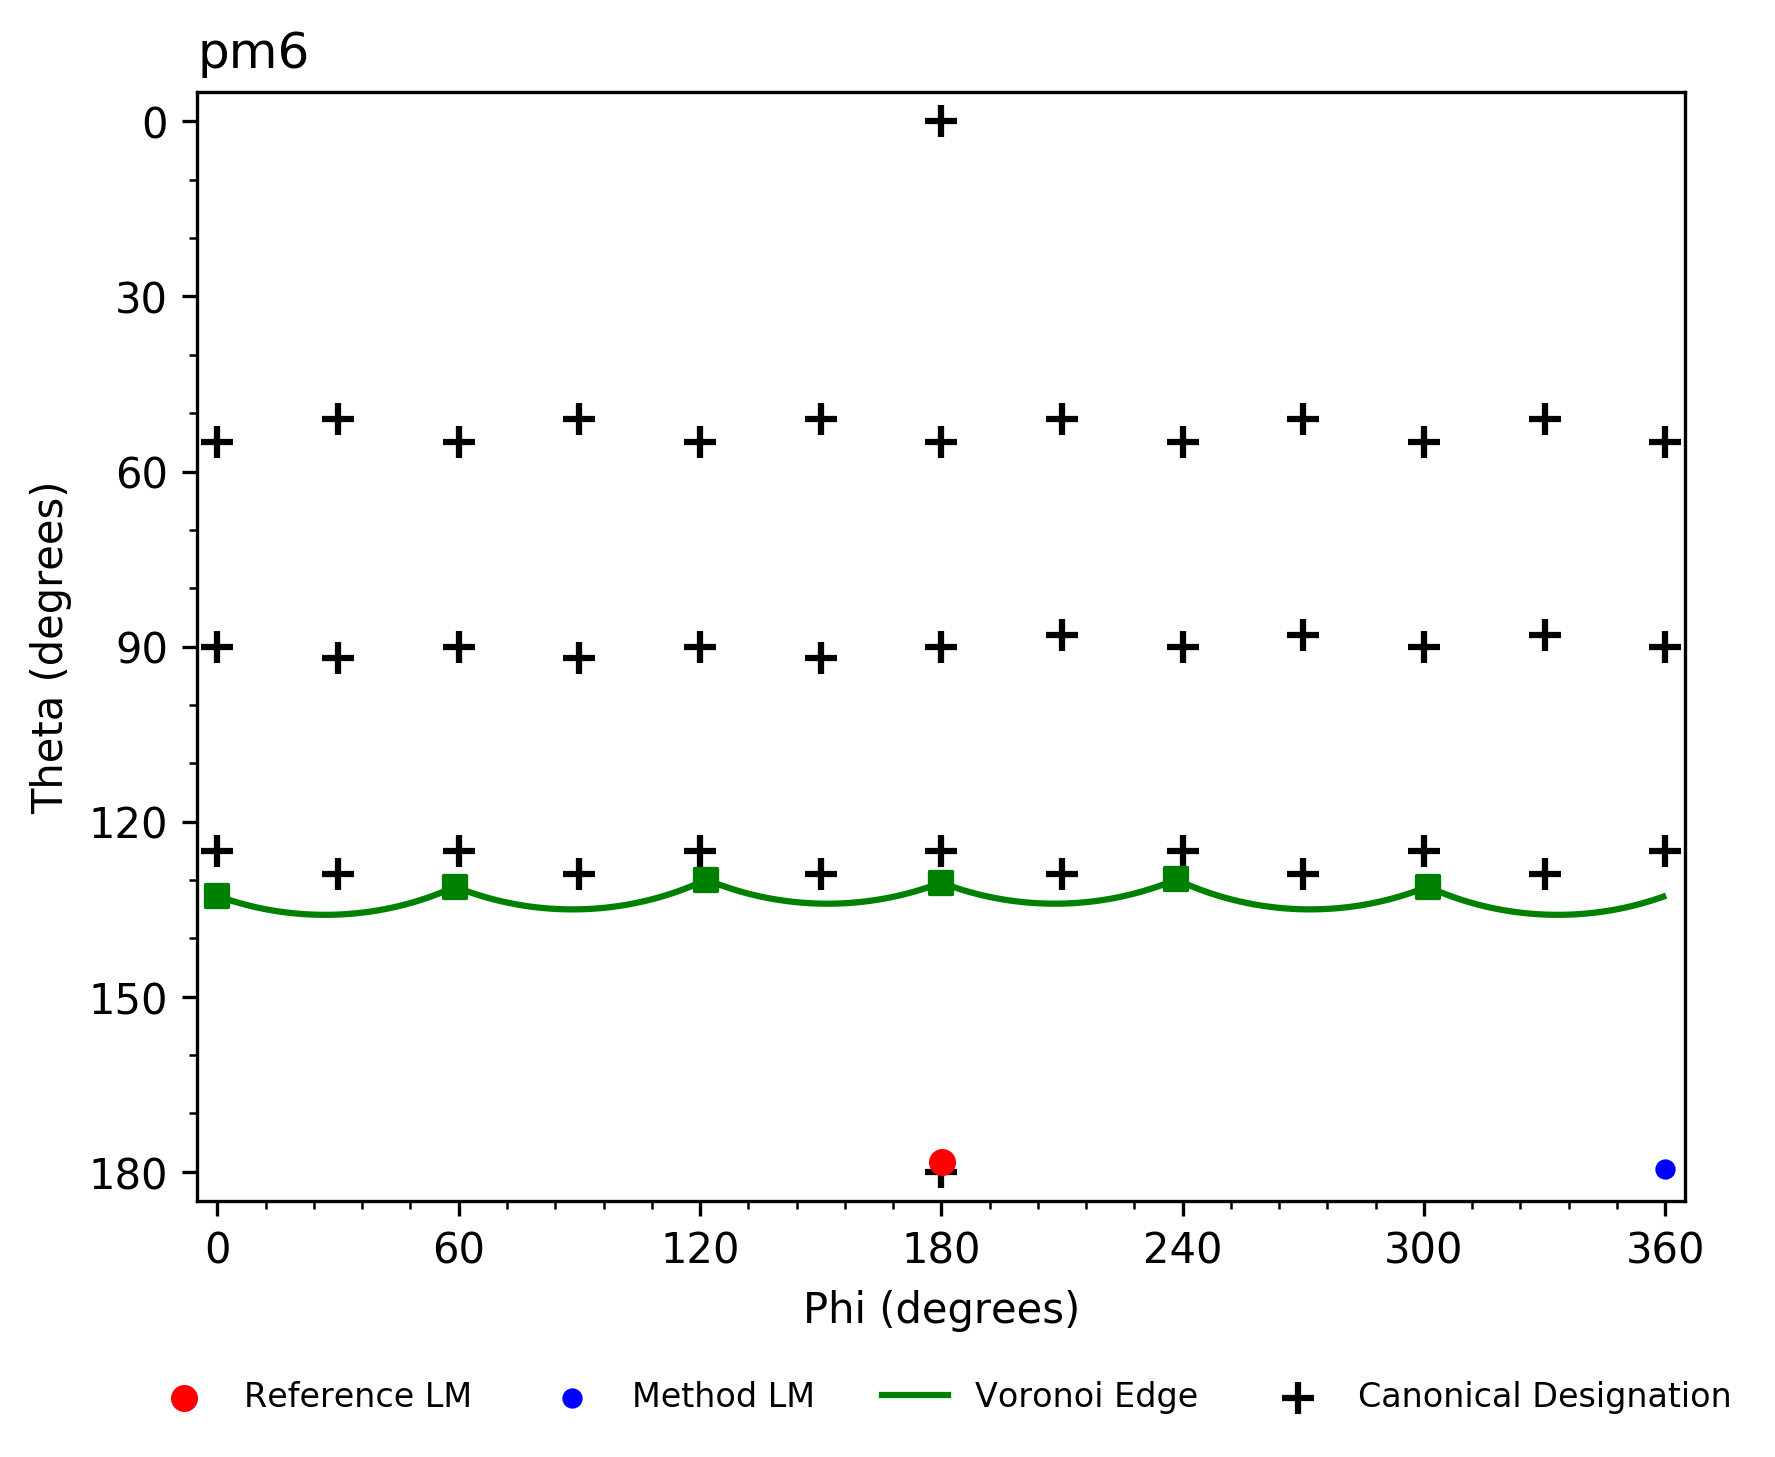 pm6
0
30
60
90
120
150
180
Theta (degrees)
0 60 120 180 240 300 360
Phi (degrees)
Reference LM Method LM Voronoi Edge Canonical Designation